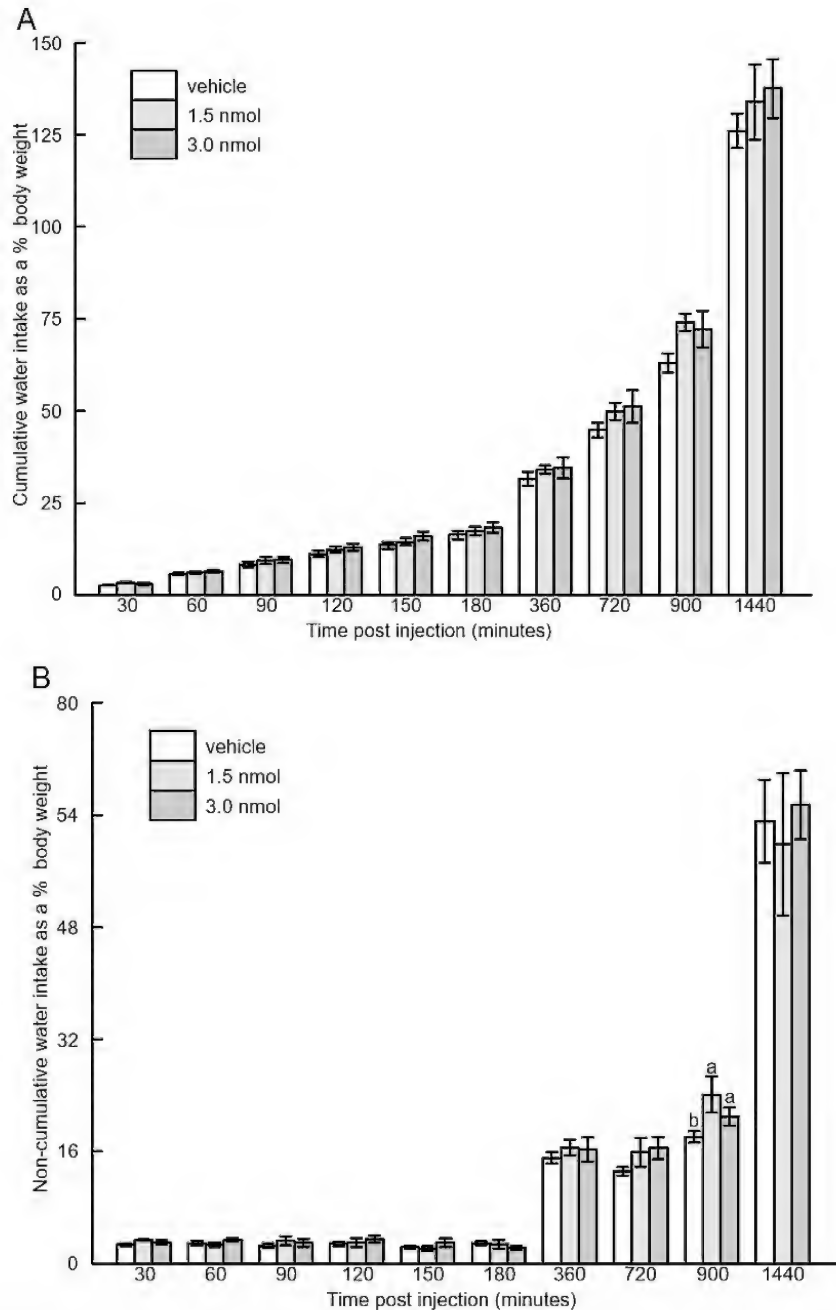 A
150
125
100
75
50
25
0
Cumulative water intake as a % body weight
vehicle
1.5 nmol
3.0 nmol
30 60 90 120 150 180 360 720 900 1440
Time post injection (minutes)
B
80
54
48
32
16
0
Non-cumulative water intake as a % body weight
vehicle
1.5 nmol
3.0 nmol
b a a
30 60 90 120 150 180 360 720 900 1440
Time post injection (minutes)